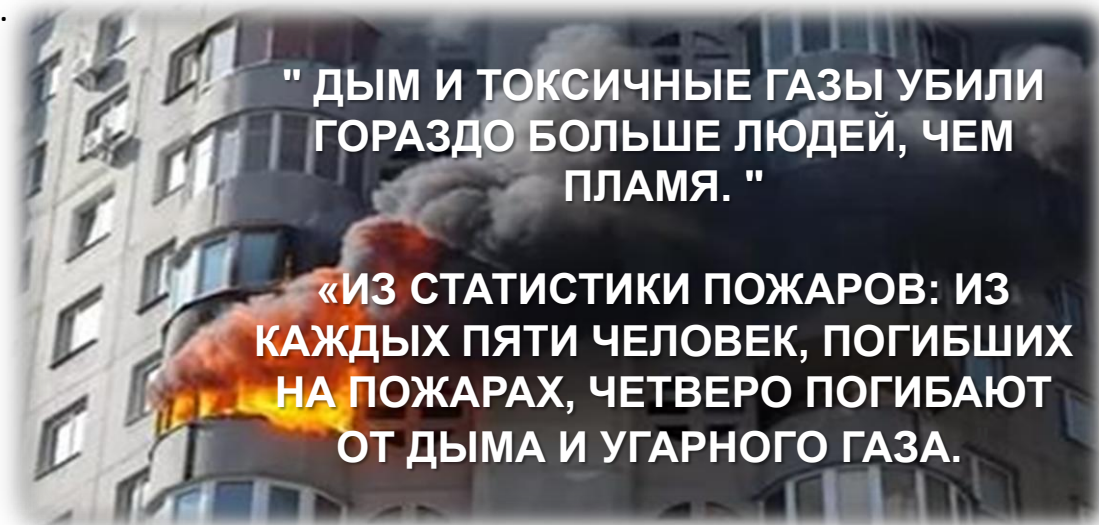 .
" ДЫМ И ТОКСИЧНЫЕ ГАЗЫ УБИЛИ
ГОРАЗДО БОЛЬШЕ ЛЮДЕЙ, ЧЕМ
ПЛАМЯ. "
«ИЗ СТАТИСТИКИ ПОЖАРОВ: ИЗ
КАЖДЫХ ПЯТИ ЧЕЛОВЕК, ПОГИБШИХ
НА ПОЖАРАХ, ЧЕТВЕРО ПОГИБАЮТ
ОТ ДЫМА И УГАРНОГО ГАЗА.